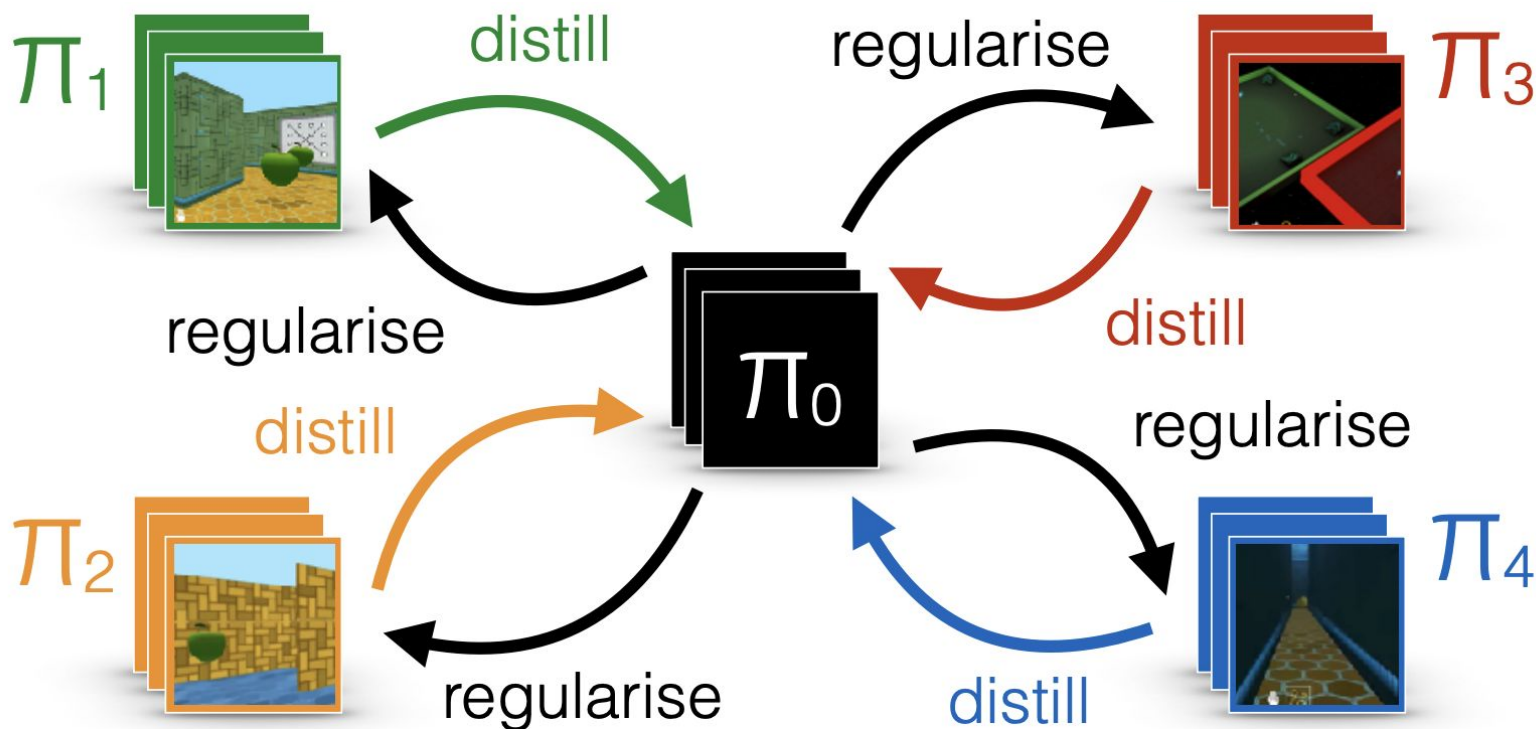 π1
distill
regularise
π3
regularise
distill
π0
distill
regularise
π2
π4
regularise
distill